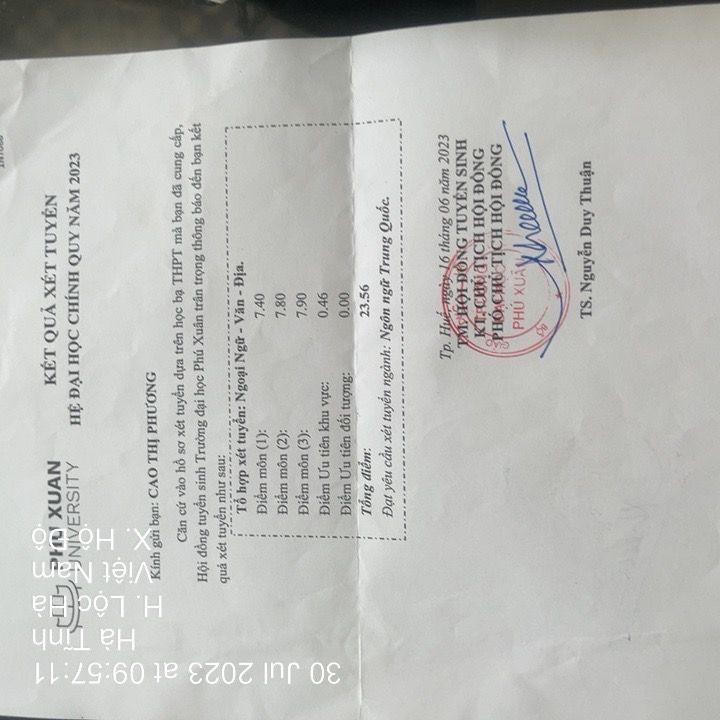 PHÚ XUÂN
UNIVERSITY
KẾT QUẢ XÉT TUYỂN
HỆ ĐẠI HỌC CHÍNH QUY NĂM 2023
Kính gửi bạn: CAO THỊ PHƯƠNG
Căn cứ vào hồ sơ xét tuyển dựa trên học bạ THPT mà bạn đã cung cấp,
Hội đồng tuyển sinh Trường đại học Phú Xuân trân trọng thông báo đến bạn kết
quả xét tuyển như sau:
Tổ hợp xét tuyển: Ngoại Ngữ - Văn - Địa.
Điểm môn (1): 7.40
Điểm môn (2): 7.80
Điểm môn (3): 7.90
Điểm Ưu tiên khu vực: 0.46
Điểm Ưu tiên đối tượng: 0.00
Tổng điểm: 23.56
Đạt yêu cầu xét tuyển ngành: Ngôn ngữ Trung Quốc.
Tp. Huế, ngày 16 tháng 06 năm 2023
TM. HỘI ĐỒNG TUYỂN SINH
KT. CHỦ TỊCH HỘI ĐỒNG
PHÓ CHỦ TỊCH HỘI ĐỒNG
PHÚ XUÂN
TS. Nguyễn Duy Thuận
30 Jul 2023 at 09:57:11
Hà Tĩnh
H. Lộc Hà
Việt Nam
X. Hộ Độ